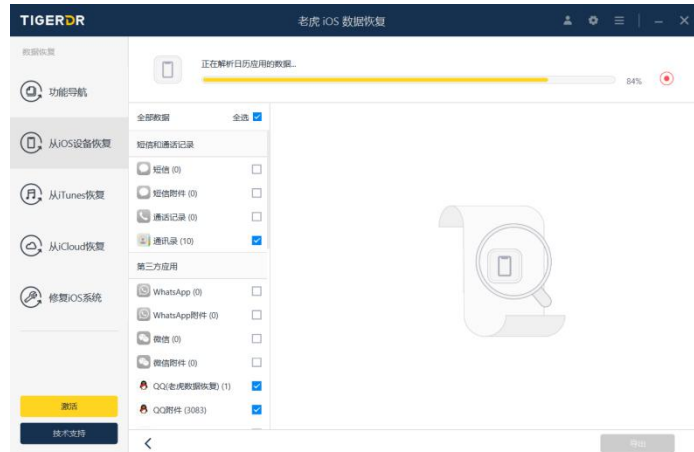 TIGERDR
老虎 iOS 数据恢复
数据恢复
功能导航
从iOS设备恢复
从iTunes恢复
从iCloud恢复
修复iOS系统
激活
技术支持
正在解析日历应用的数据...
84%
全部数据 全选
短信和通话记录
短信 (0)
短信附件 (0)
通话记录 (0)
通讯录 (10)
第三方应用
WhatsApp (0)
WhatsApp附件 (0)
微信 (0)
微信附件 (0)
QQ(老虎数据恢复) (1)
QQ附件 (3083)
导出